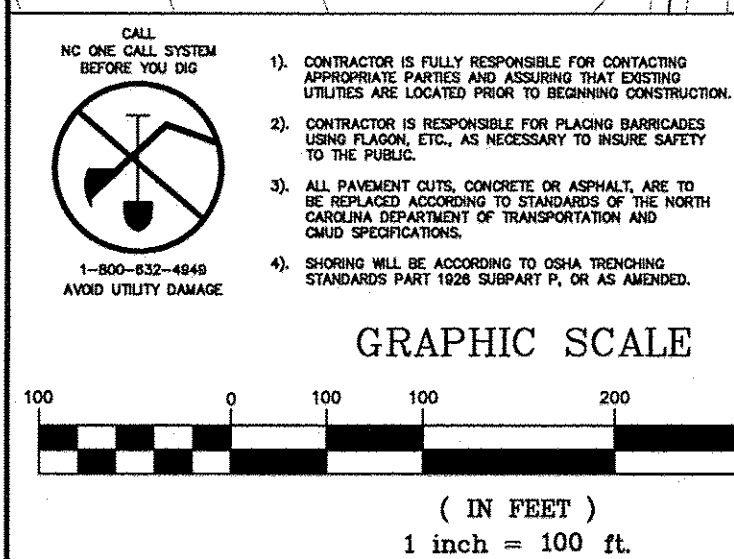 CALL
NC ONE CALL SYSTEM
BEFORE YOU DIG
1-800-632-4949
AVOID UTILITY DAMAGE
1). CONTRACTOR IS FULLY RESPONSIBLE FOR CONTACTING
APPROPRIATE PARTIES AND ASSURING THAT EXISTING
UTILITIES ARE LOCATED PRIOR TO BEGINNING CONSTRUCTION.
2). CONTRACTOR IS RESPONSIBLE FOR PLACING BARRICADES
USING FLAGON, ETC., AS NECESSARY TO INSURE SAFETY
TO THE PUBLIC.
3). ALL PAVEMENT CUTS, CONCRETE OR ASPHALT, ARE TO
BE REPLACED ACCORDING TO STANDARDS OF THE NORTH
CAROLINA DEPARTMENT OF TRANSPORTATION AND
CMUD SPECIFICATIONS.
4). SHORING WILL BE ACCORDING TO OSHA TRENCHING
STANDARDS PART 1926 SUBPART P, OR AS AMENDED.
GRAPHIC SCALE
100 0 100 100 200
( IN FEET )
1 inch = 100 ft.